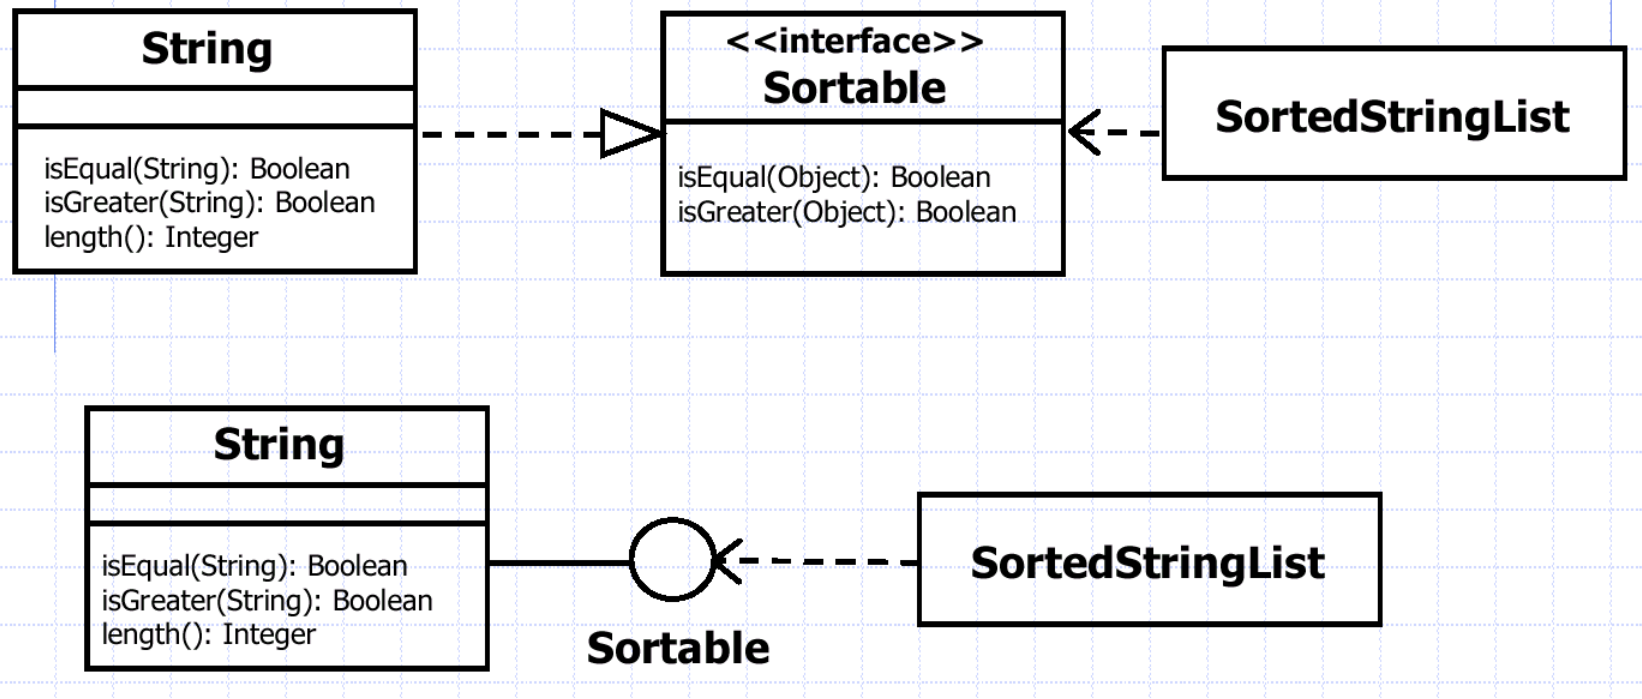 String
isEqual(String): Boolean
isGreater(String): Boolean
length(): Integer
<<interface>>
Sortable
isEqual(Object): Boolean
isGreater(Object): Boolean
SortedStringList
String
isEqual(String): Boolean
isGreater(String): Boolean
length(): Integer
Sortable
SortedStringList